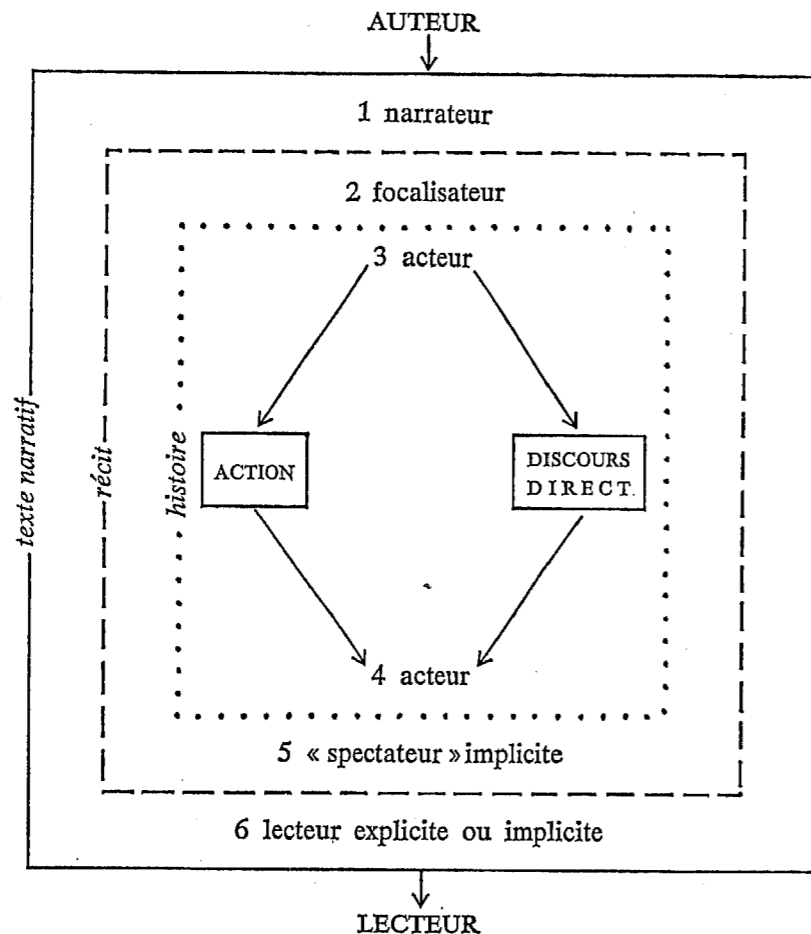 AUTEUR
1 narrateur
2 focalisateur
3 acteur
texte narratif
récit
histoire
ACTION
DISCOURS
DIRECT.
4 acteur
5 « spectateur » implicite
6 lecteur explicite ou implicite
LECTEUR